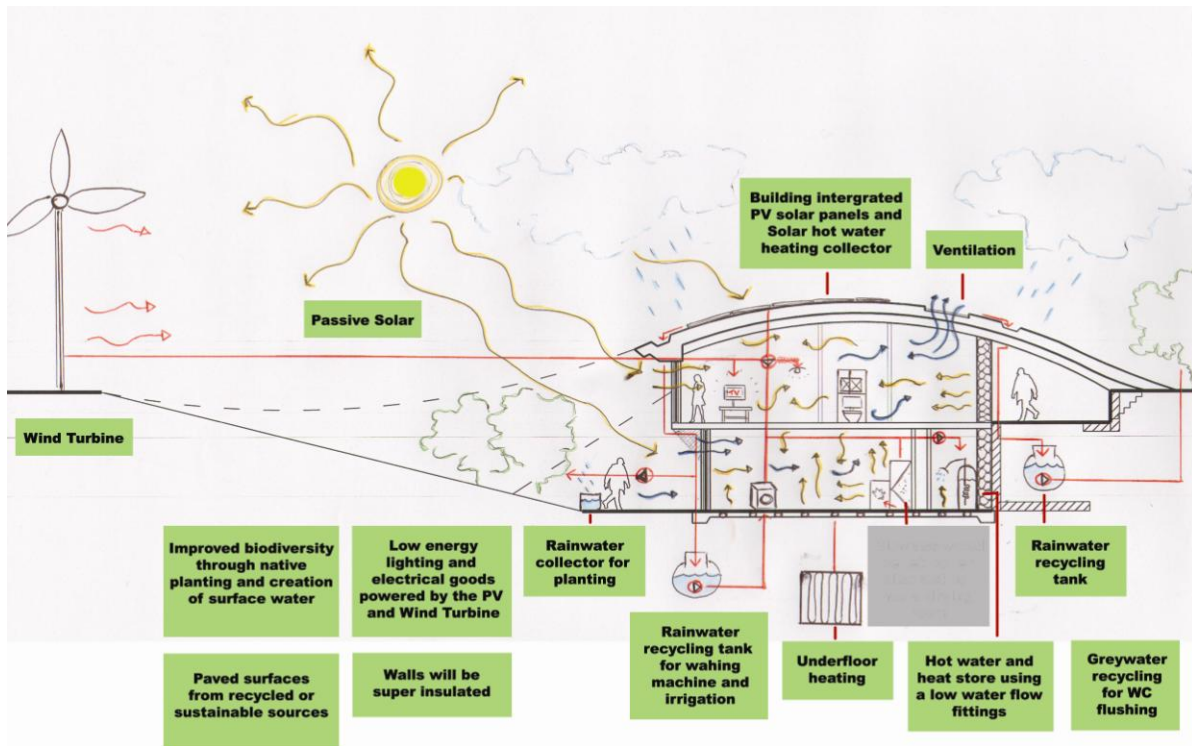 Building intergrated
PV solar panels and
Solar hot water
heating collector
Ventilation
Passive Solar
Wind Turbine
Improved biodiversity
through native
planting and creation
of surface water
Low energy
lighting and
electrical goods
powered by the PV
and Wind Turbine
Rainwater
collector for
planting
Rainwater
recycling
tank
Paved surfaces
from recycled or
sustainable sources
Walls will be
super insulated
Rainwater
recycling tank
for wahing
machine and
irrigation
Underfloor
heating
Hot water and
heat store using
a low water flow
fittings
Greywater
recycling
for WC
flushing